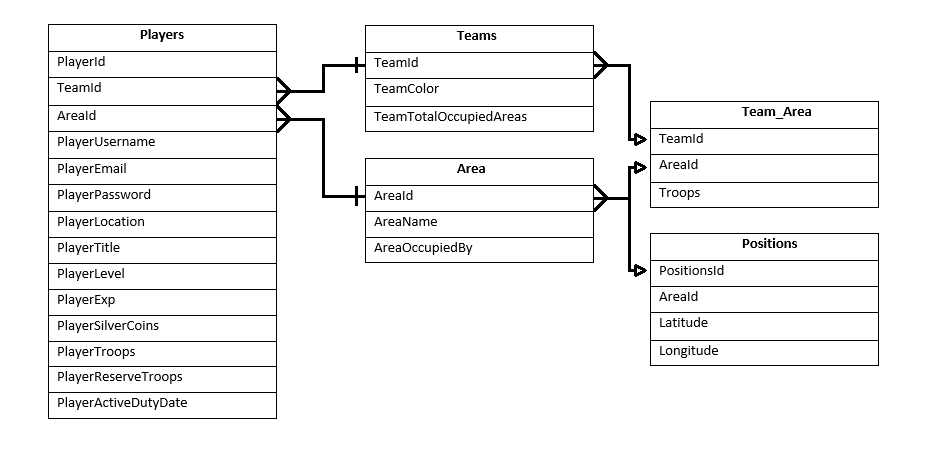 Players
PlayerId
TeamId
AreaId
PlayerUsername
PlayerEmail
PlayerPassword
PlayerLocation
PlayerTitle
PlayerLevel
PlayerExp
PlayerSilverCoins
PlayerTroops
PlayerReserveTroops
PlayerActiveDutyDate
Teams
TeamId
TeamColor
TeamTotalOccupiedAreas
Area
AreaId
AreaName
AreaOccupiedBy
Team_Area
TeamId
AreaId
Troops
Positions
PositionsId
AreaId
Latitude
Longitude